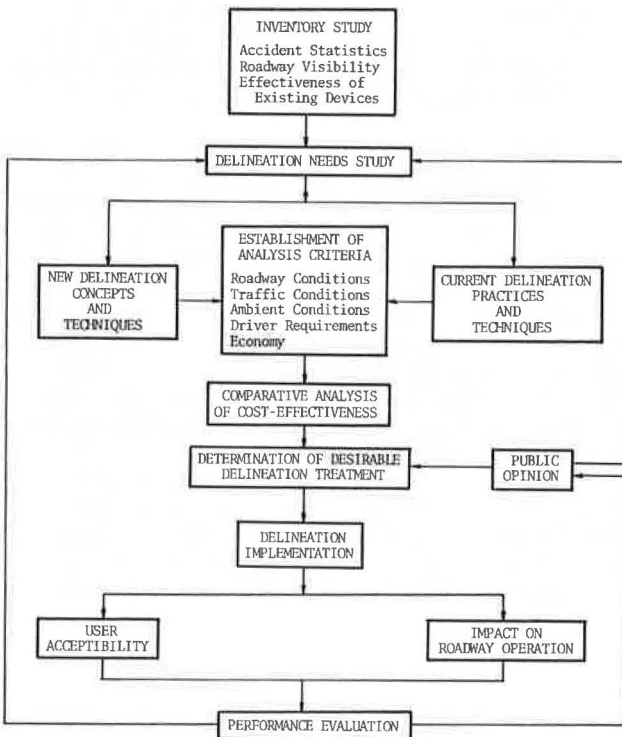 INVENTORY STUDY
Accident Statistics
Roadway Visibility
Effectiveness of
Existing Devices
DELINEATION NEEDS STUDY
NEW DELINEATION
CONCEPTS
AND
TECHNIQUES
ESTABLISHMENT OF
ANALYSIS CRITERIA
Roadway Conditions
Traffic Conditions
Ambient Conditions
Driver Requirements
Economy
CURRENT DELINEATION
PRACTICES
AND
TECHNIQUES
COMPARATIVE ANALYSIS
OF COST-EFFECTIVENESS
DETERMINATION OF DESIRABLE
DELINEATION TREATMENT
PUBLIC
OPINION
DELINEATION
IMPLEMENTATION
USER
ACCEPTIBILITY
IMPACT ON
ROADWAY OPERATION
PERFORMANCE EVALUATION